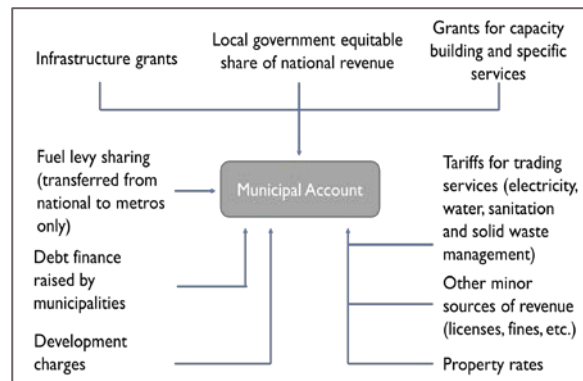 Infrastructure grants
Local government equitable
share of national revenue
Grants for capacity
building and specific
services
Fuel levy sharing
(transferred from
national to metros
only)
Municipal Account
Tariffs for trading
services (electricity,
water, sanitation
and solid waste
management)
Debt finance
raised by
municipalities
Other minor
sources of revenue
(licenses, fines, etc.)
Development
charges
Property rates